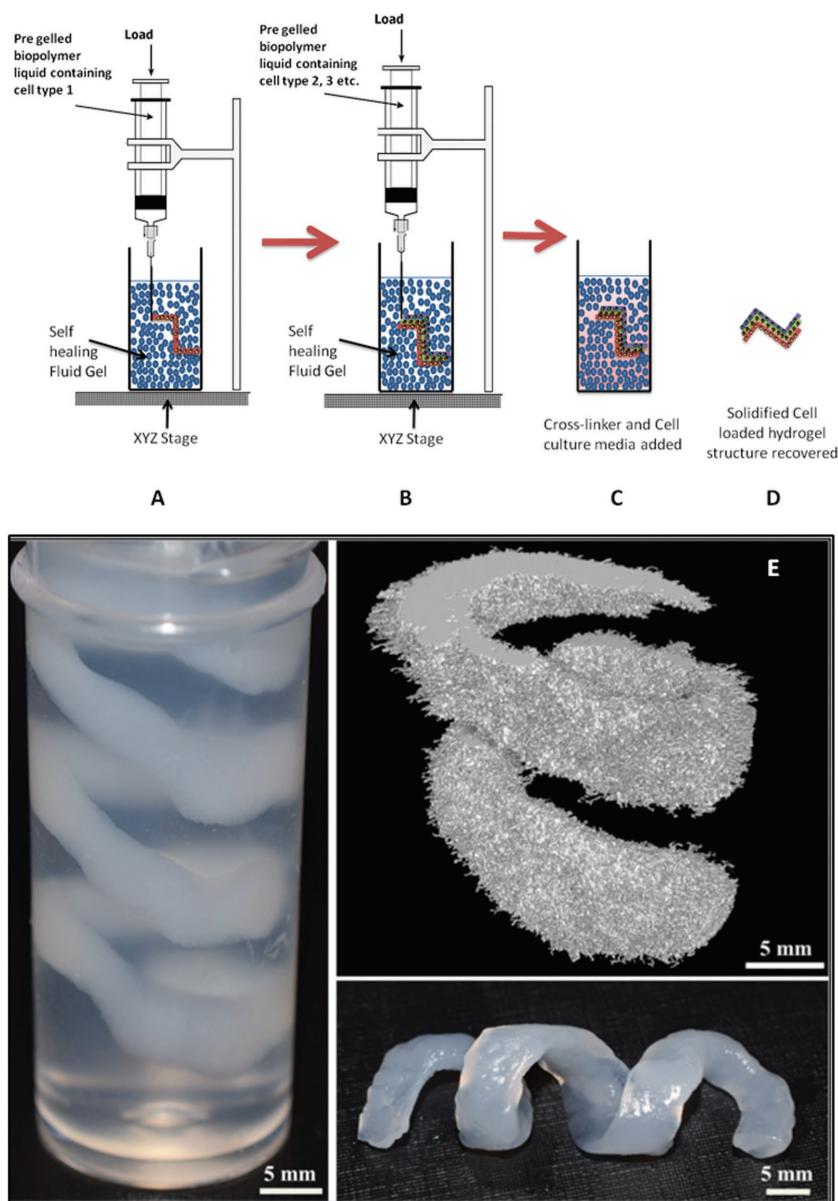 Pre gelled
biopolymer
liquid containing
cell type 1
Load
Self
healing
Fluid Gel
XYZ Stage
Pre gelled
biopolymer
liquid containing
cell type 2, 3 etc.
Load
Self
healing
Fluid Gel
XYZ Stage
Cross-linker and Cell
culture media added
Solidified Cell
loaded hydrogel
structure recovered
A
B
C
D
E
5 mm
5 mm
5 mm